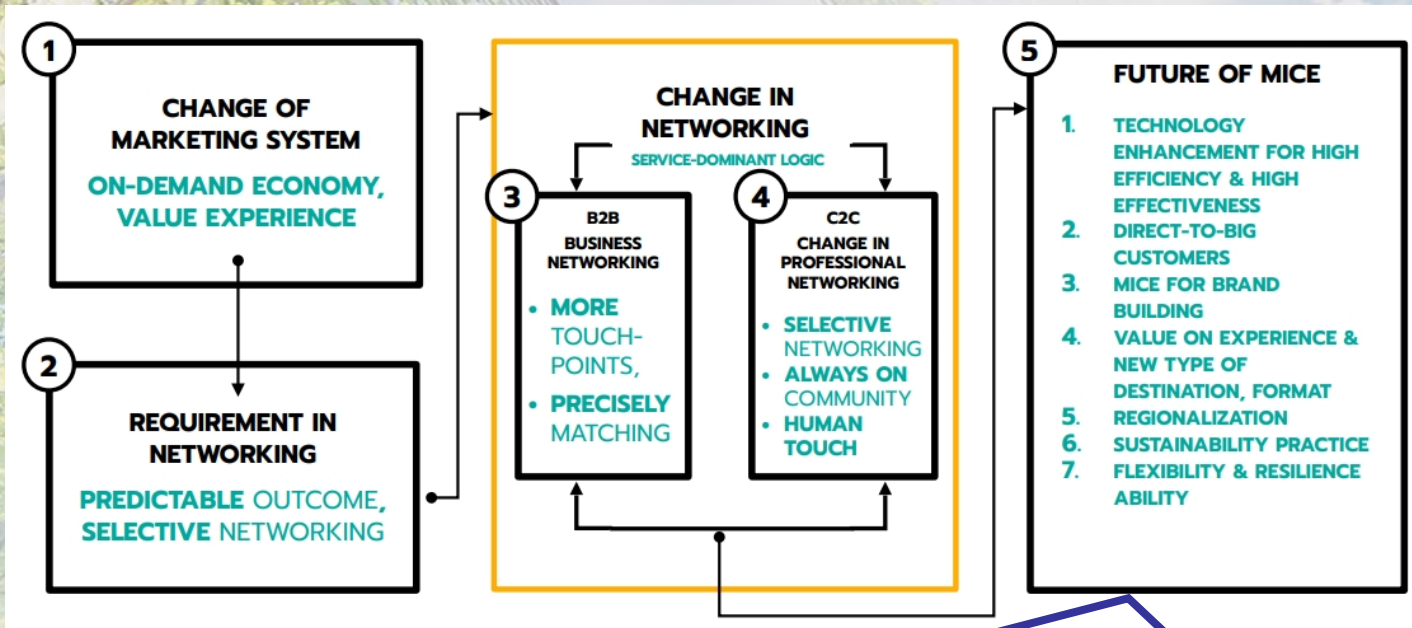 1
CHANGE OF
MARKETING SYSTEM
ON-DEMAND ECONOMY,
VALUE EXPERIENCE
2
REQUIREMENT IN
NETWORKING
PREDICTABLE OUTCOME,
SELECTIVE NETWORKING
CHANGE IN
NETWORKING
SERVICE-DOMINANT LOGIC
3
B2B
BUSINESS
NETWORKING
• MORE
TOUCH-
POINTS,
• PRECISELY
MATCHING
4
C2C
CHANGE IN
PROFESSIONAL
NETWORKING
• SELECTIVE
NETWORKING
• ALWAYS ON
COMMUNITY
• HUMAN
TOUCH
5
FUTURE OF MICE
1. TECHNOLOGY
ENHANCEMENT FOR HIGH
EFFICIENCY & HIGH
EFFECTIVENESS
2. DIRECT-TO-BIG
CUSTOMERS
3. MICE FOR BRAND
BUILDING
4. VALUE ON EXPERIENCE &
NEW TYPE OF
DESTINATION, FORMAT
5. REGIONALIZATION
6. SUSTAINABILITY PRACTICE
7. FLEXIBILITY & RESILIENCE
ABILITY